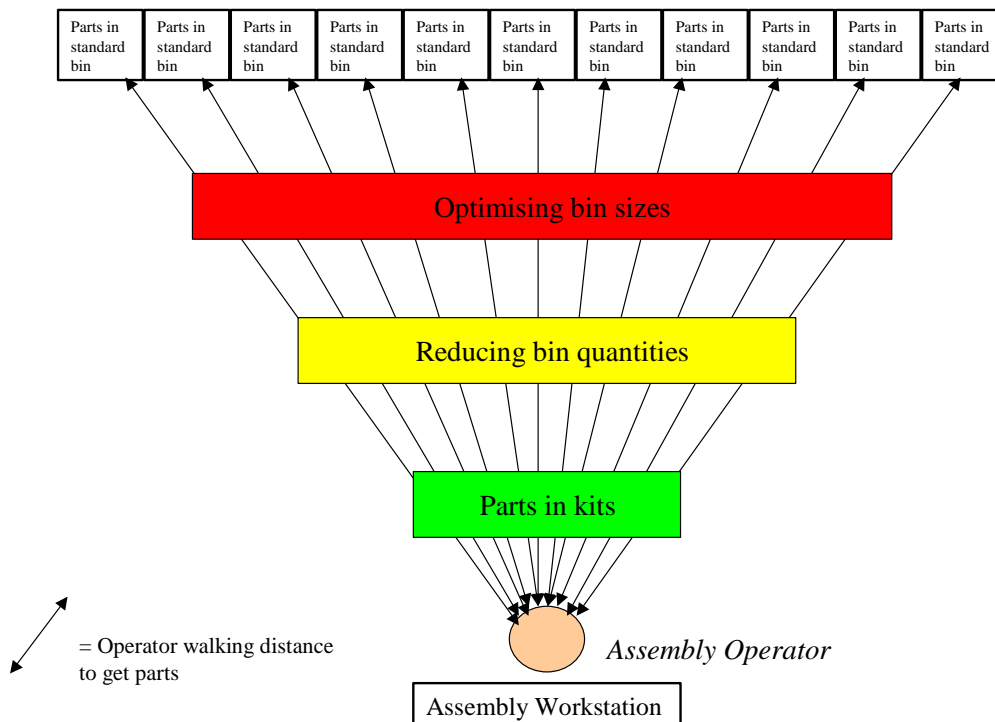 Parts in
standard
bin
Parts in
standard
bin
Parts in
standard
bin
Parts in
standard
bin
Parts in
standard
bin
Parts in
standard
bin
Parts in
standard
bin
Parts in
standard
bin
Parts in
standard
bin
Parts in
standard
bin
Parts in
standard
bin
Optimising bin sizes
Reducing bin quantities
Parts in kits
= Operator walking distance
to get parts
Assembly Operator
Assembly Workstation